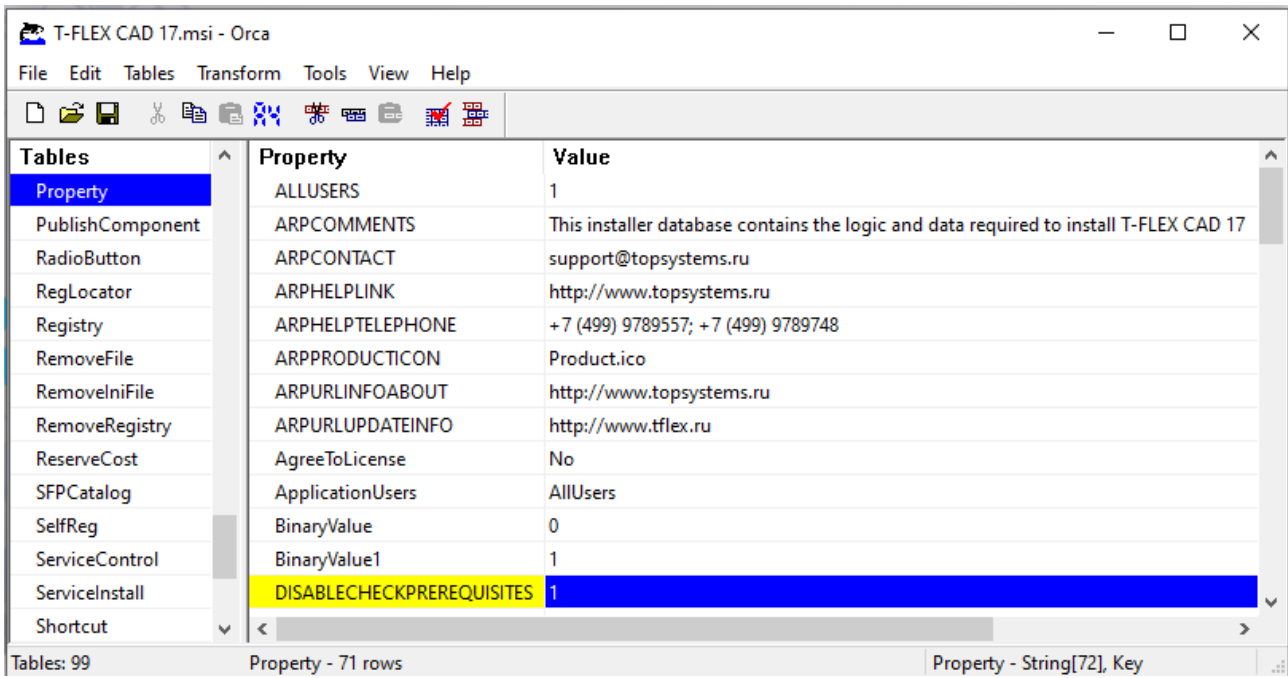 T-FLEX CAD 17.msi - Orca
File Edit Tables Transform Tools View Help
Tables Property Value
Property ALLUSERS 1
PublishComponent ARPCOMMENTS This installer database contains the logic and data required to install T-FLEX CAD 17
RadioButton ARPCONTACT support@topsystems.ru
RegLocator ARPHELPLINK http://www.topsystems.ru
Registry ARPHELPTELEPHONE +7 (499) 9789557; +7 (499) 9789748
RemoveFile ARPPRODUCTICON Product.ico
RemoveIniFile ARPURLINFOABOUT http://www.topsystems.ru
RemoveRegistry ARPURLUPDATEINFO http://www.tflex.ru
ReserveCost AgreeToLicense No
SFPCatalog ApplicationUsers AllUsers
SelfReg BinaryValue 0
ServiceControl BinaryValue1 1
ServiceInstall DISABLECHECKPREREQUISITES 1
Shortcut
Tables: 99 Property - 71 rows Property - String[72], Key